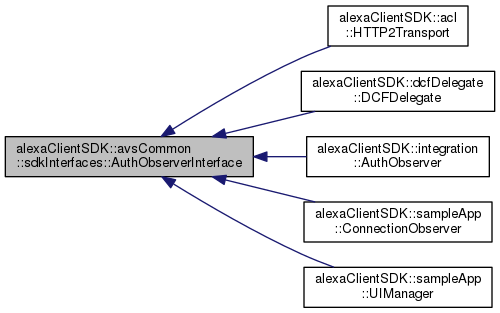 alexaClientSDK::acl
::HTTP2Transport
alexaClientSDK::dcfDelegate
::DCFDelegate
alexaClientSDK::avsCommon
::sdkInterfaces::AuthObserverInterface
alexaClientSDK::integration
::AuthObserver
alexaClientSDK::sampleApp
::ConnectionObserver
alexaClientSDK::sampleApp
::UIManager